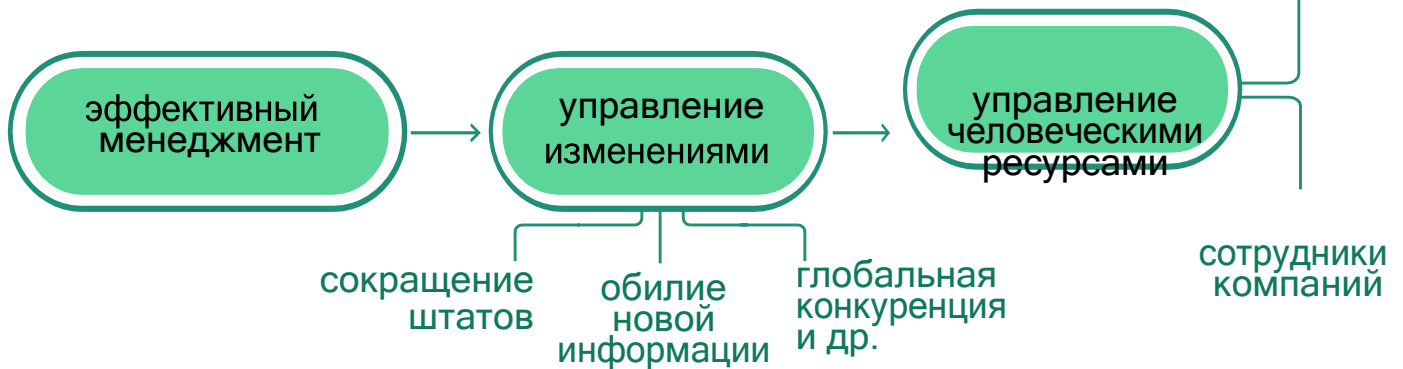 эффективный
менеджмент
управление
изменениями
управление
человеческими
ресурсами
сокращение
штатов
обилие
новой
информации
глобальная
конкуренция
и др.
сотрудники
компаний